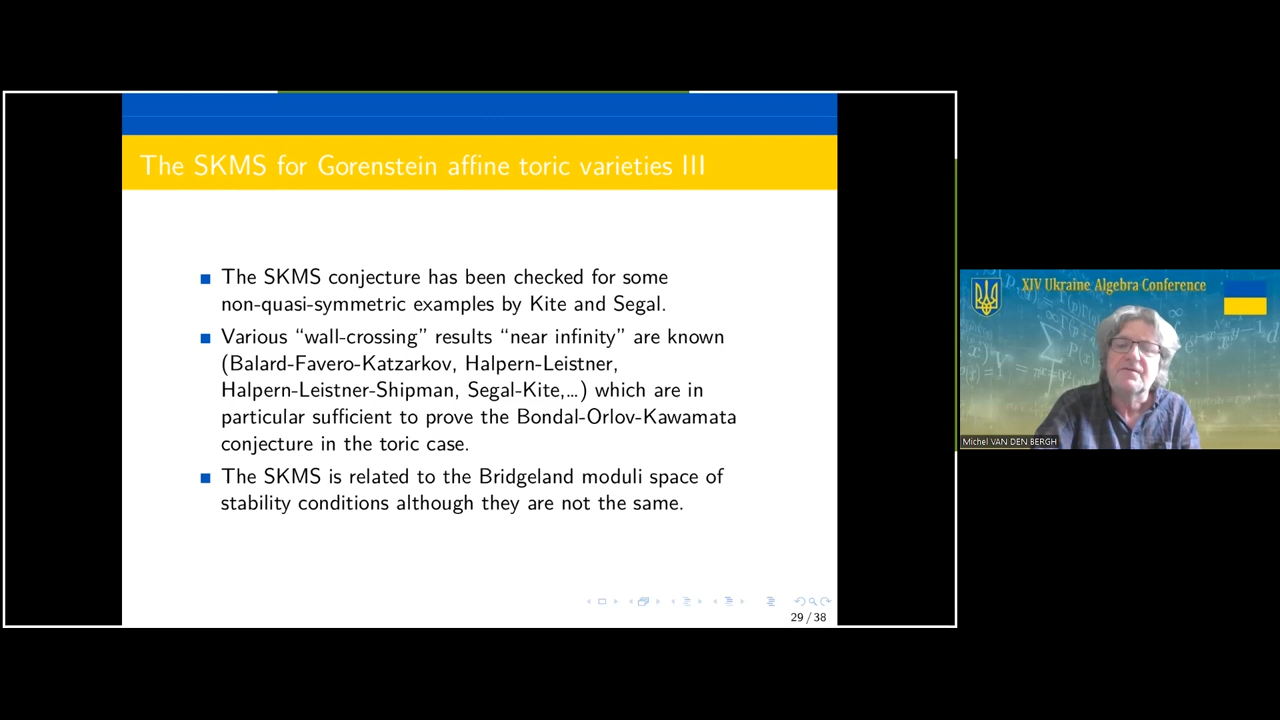 The SKMS for Gorenstein affine toric varieties III
The SKMS conjecture has been checked for some
non-quasi-symmetric examples by Kite and Segal.
Various “wall-crossing” results “near infinity” are known
(Balard-Favero-Katzarkov, Halpern-Leistner,
Halpern-Leistner-Shipman, Segal-Kite,...) which are in
particular sufficient to prove the Bondal-Orlov-Kawamata
conjecture in the toric case.
The SKMS is related to the Bridgeland moduli space of
stability conditions although they are not the same.
29 / 38
XIV Ukraine Algebra Conference
Michel VAN DEN BERGH